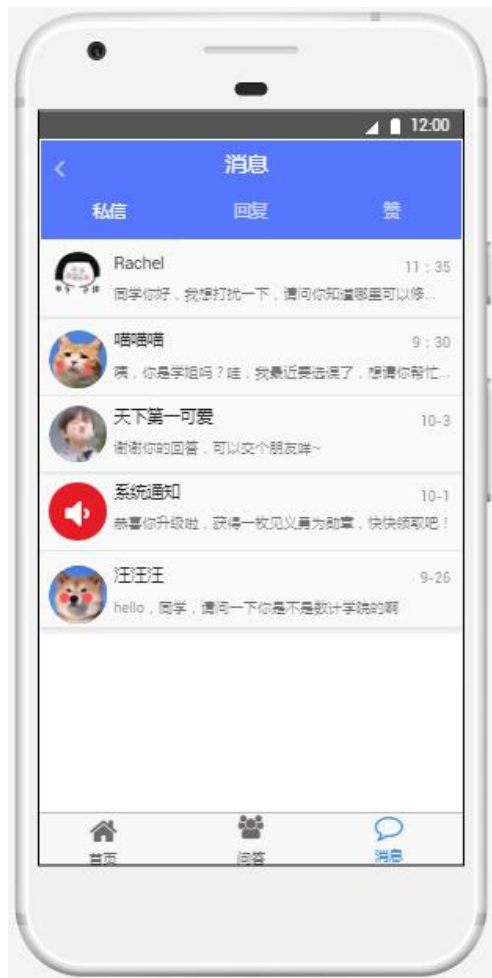 12:00
消息
私信 回复 赞
Rachel 11：35
同学你好，我想打扰一下，请问你知道哪里可以修...
喵喵喵 9：30
咦，你是学姐吗？哇，我最近要选课了，想请你帮忙...
天下第一可爱 10-3
谢谢你的回答，可以交个朋友咩~
系统通知 10-1
恭喜你升级啦，获得一枚见义勇为勋章，快快领取吧！
汪汪汪 9-26
hello，同学，请问一下你是不是数计学院的啊
首页 问答 消息